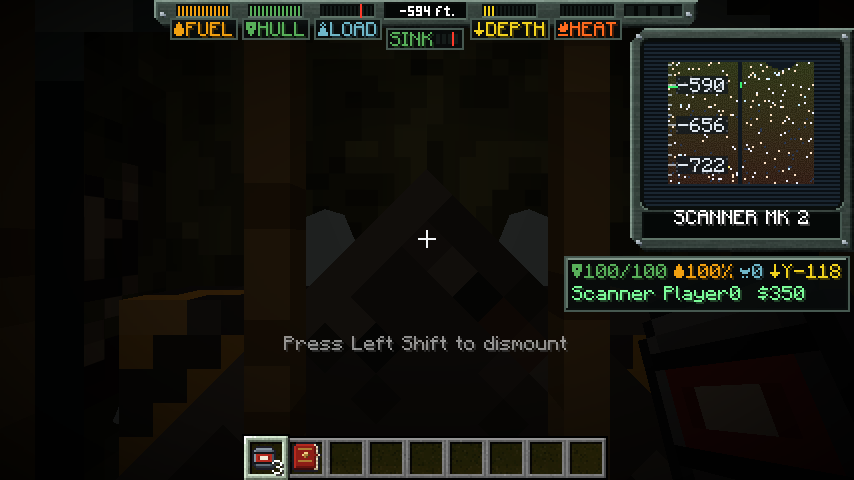 -594 ft.
FUEL HULL LOAD SINK DEPTH HEAT
-590
-656
-722
SCANNER MK 2
100/100 100% 0 Y-118
Scanner Player0 $350
Press Left Shift to dismount
3